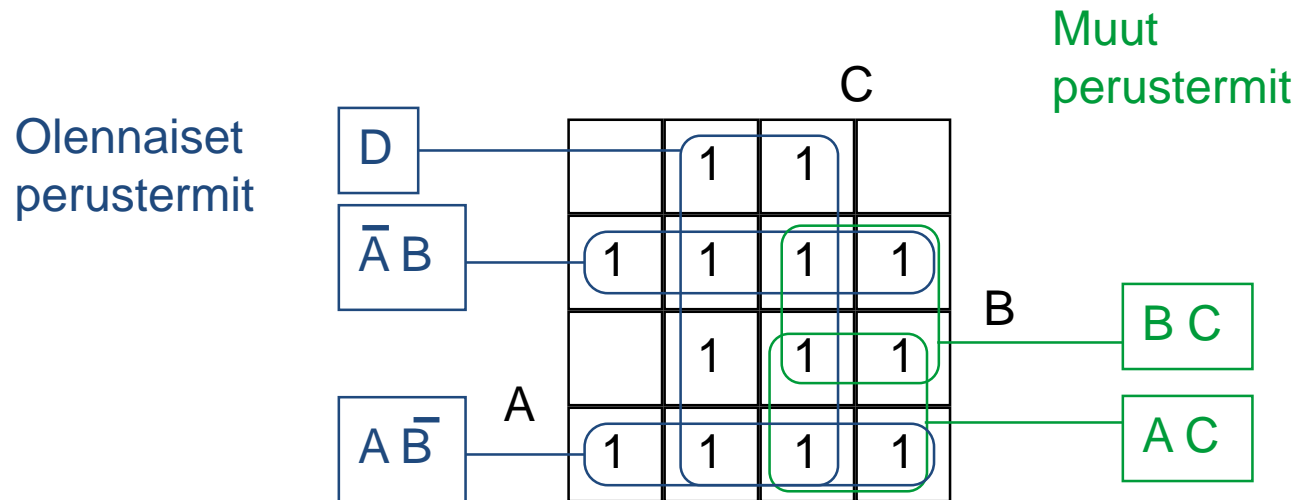 Muut
perustermit
Olennaiset
perustermit
C
D
1 1
A̅ B
1 1 1 1
B
B C
1 1 1
A
A B̅
1 1 1 1
A C